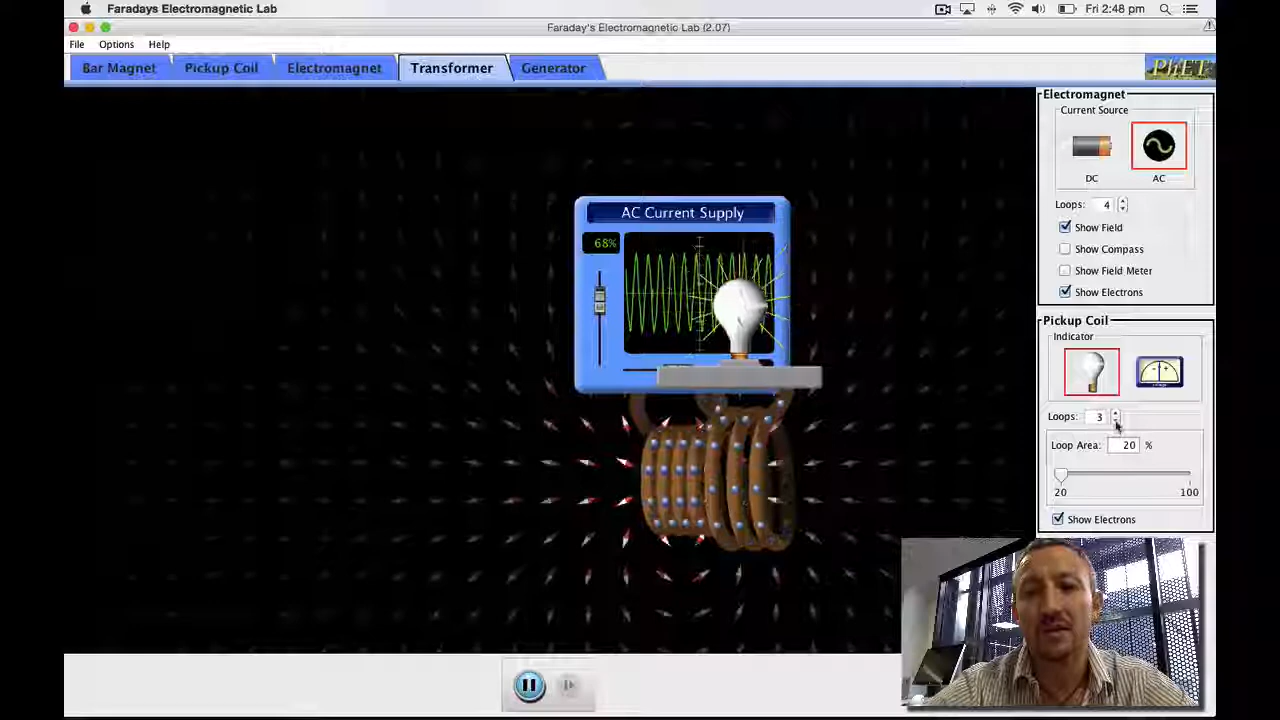 Faradays Electromagnetic Lab
Fri 2:48 pm
Faraday's Electromagnetic Lab (2.07)
File Options Help
Bar Magnet Pickup Coil Electromagnet Transformer Generator
PhET
Electromagnet
Current Source
DC AC
Loops: 4
Show Field
Show Compass
Show Field Meter
Show Electrons
AC Current Supply
68%
Pickup Coil
Indicator
Loops: 3
Loop Area: 20 %
20 100
Show Electrons